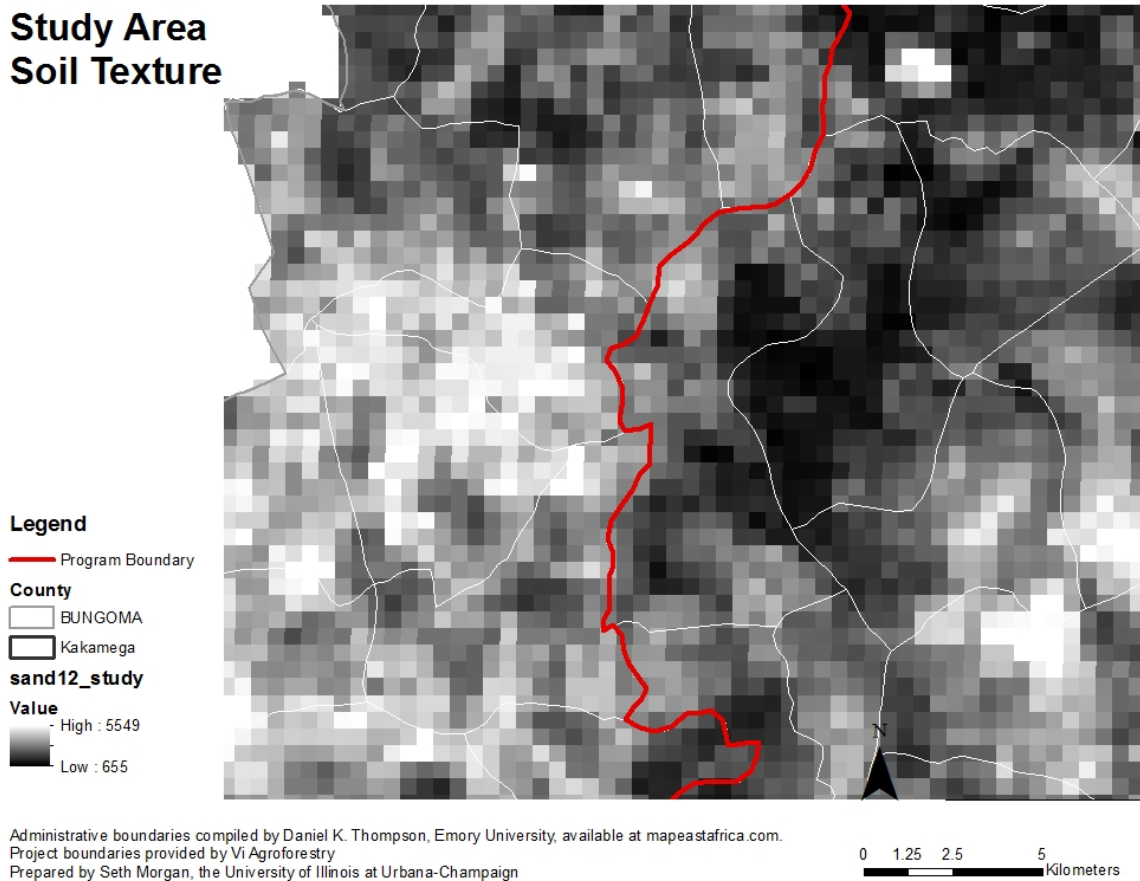 Study Area
Soil Texture
Legend
Program Boundary
County
BUNGOMA
Kakamega
sand12_study
Value
High : 5549
Low : 655
N
Administrative boundaries compiled by Daniel K. Thompson, Emory University, available at mapeastafrica.com.
Project boundaries provided by Vi Agroforestry
Prepared by Seth Morgan, the University of Illinois at Urbana-Champaign
0 1.25 2.5 5
Kilometers